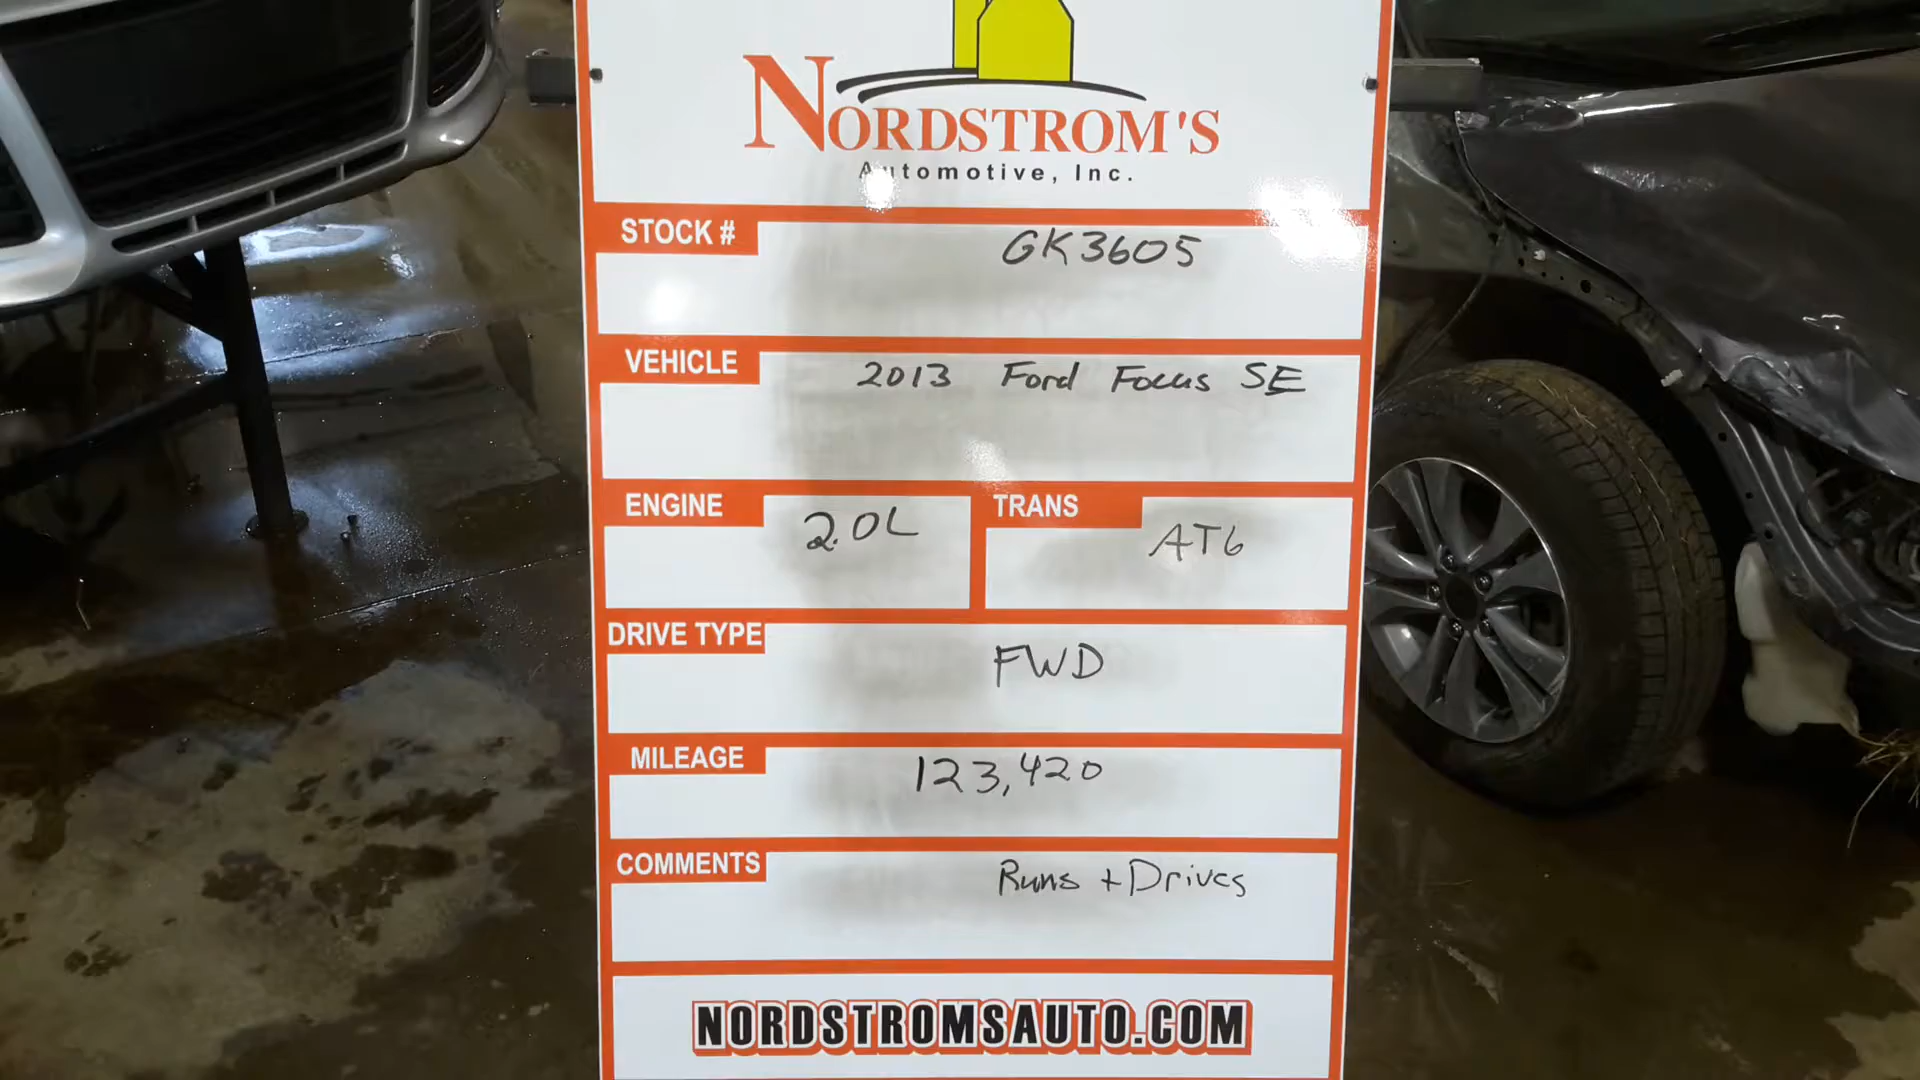 NORDSTROM'S
Automotive, Inc.
STOCK #
GK3605
VEHICLE
2013 Ford Focus SE
ENGINE
2.0L
TRANS
AT6
DRIVE TYPE
FWD
MILEAGE
123,420
COMMENTS
Runs + Drives
NORDSTROMSAUTO.COM